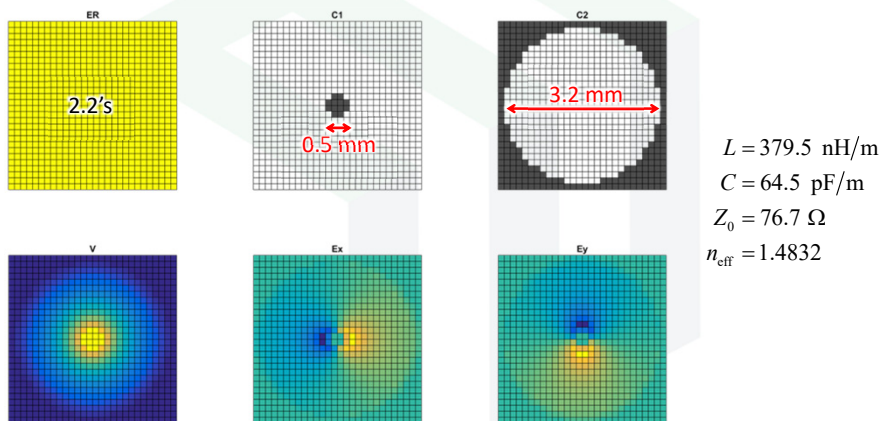 ER
C1
C2
2.2's
0.5 mm
3.2 mm
L = 379.5 nH/m
C = 64.5 pF/m
Z₀ = 76.7 Ω
n_eff = 1.4832
V
Ex
Ey